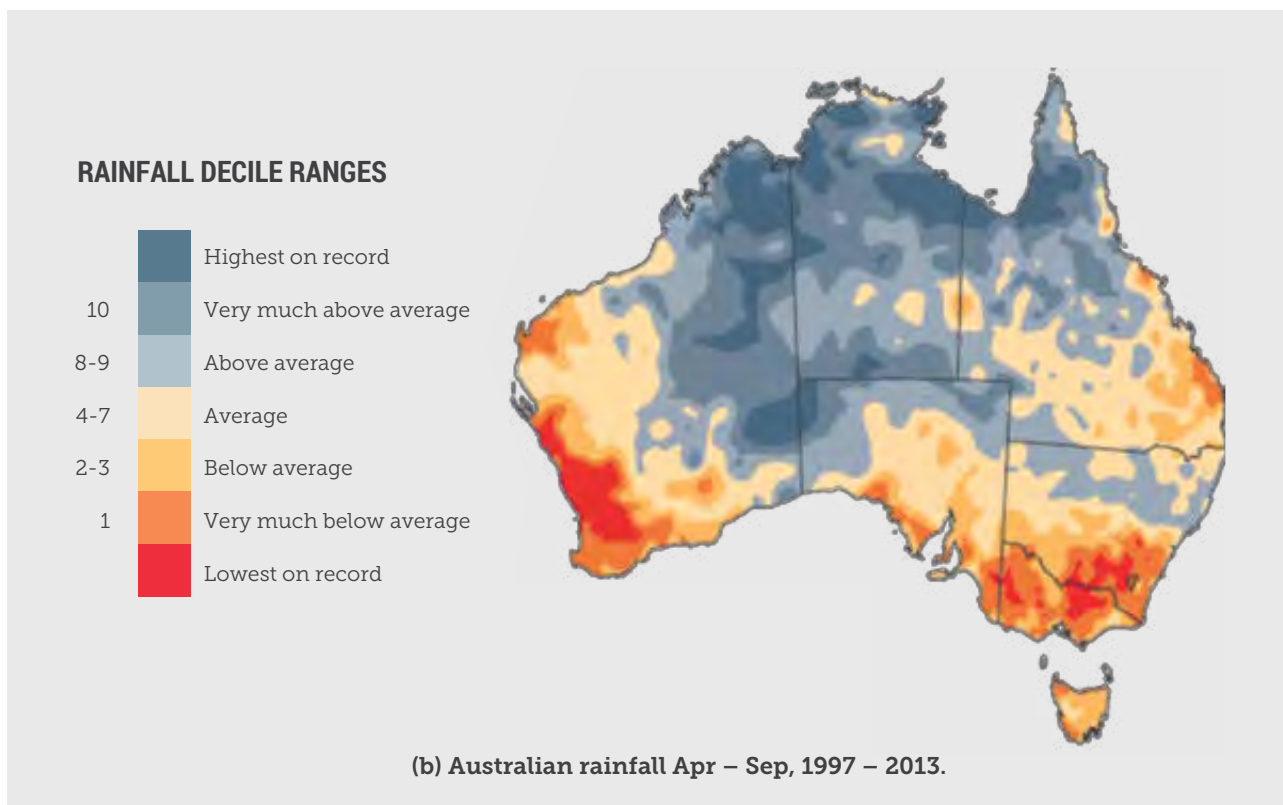 RAINFALL DECILE RANGES
Highest on record
10 Very much above average
8-9 Above average
4-7 Average
2-3 Below average
1 Very much below average
Lowest on record
(b) Australian rainfall Apr – Sep, 1997 – 2013.